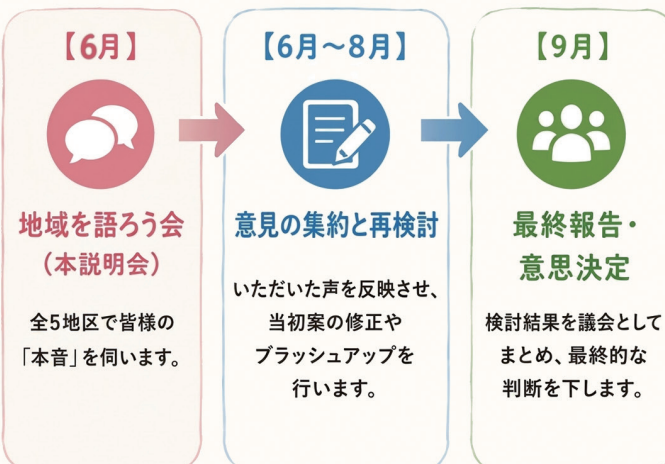 【6月】
地域を語ろう会
（本説明会）
全5地区で皆様の
「本音」を伺います。
【6月～8月】
意見の集約と再検討
いただいた声を反映させ、
当初案の修正や
ブラッシュアップを
行います。
【9月】
最終報告・
意思決定
検討結果を議会として
まとめ、最終的な
判断を下します。